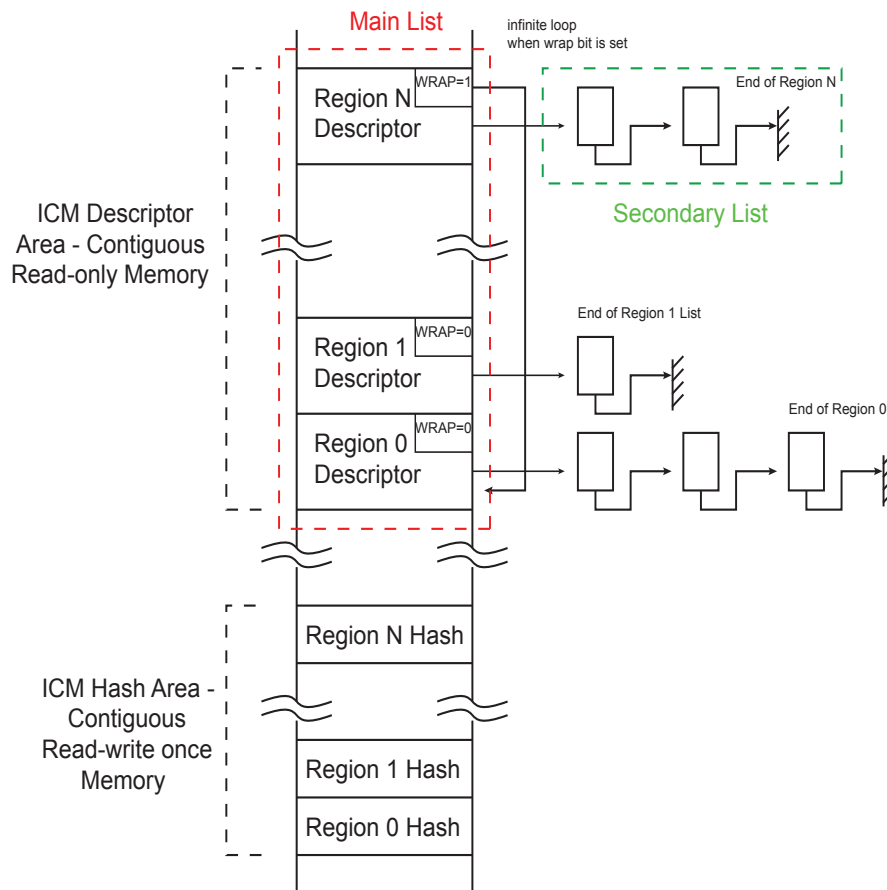 Main List
infinite loop
when wrap bit is set
WRAP=1
End of Region N
Region N
Descriptor
Secondary List
ICM Descriptor
Area - Contiguous
Read-only Memory
End of Region 1 List
WRAP=0
Region 1
Descriptor
End of Region 0
WRAP=0
Region 0
Descriptor
Region N Hash
ICM Hash Area -
Contiguous
Read-write once
Memory
Region 1 Hash
Region 0 Hash